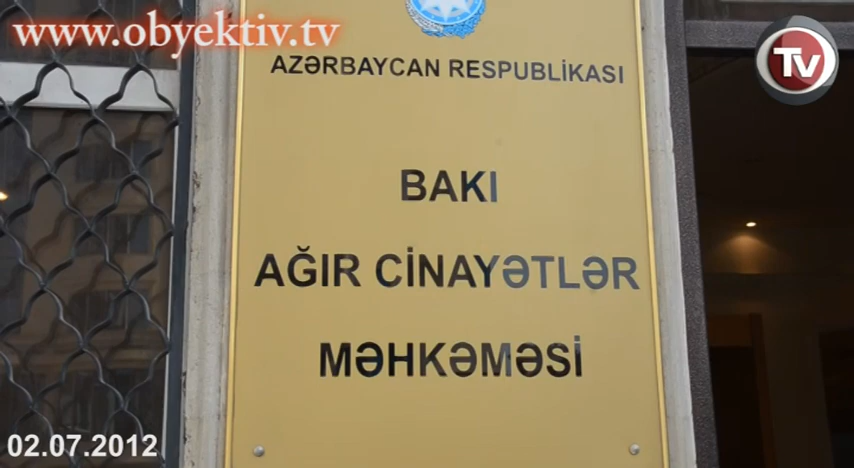 www.obyektiv.tv
TV
AZƏRBAYCAN RESPUBLİKASI
BAKI
AĞIR CİNAYƏTLƏR
MƏHKƏMƏSİ
02.07.2012